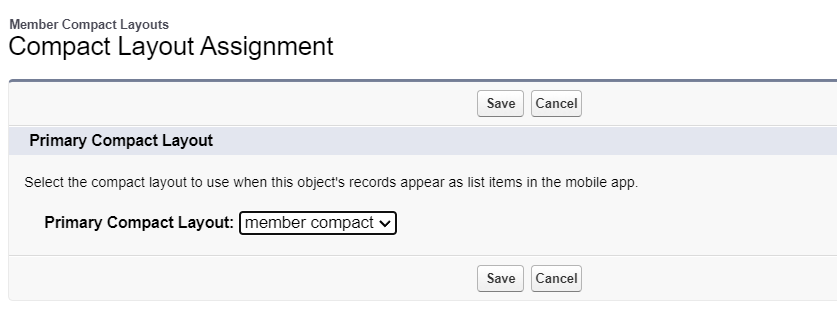 Member Compact Layouts
Compact Layout Assignment
Save Cancel
Primary Compact Layout
Select the compact layout to use when this object's records appear as list items in the mobile app.
Primary Compact Layout: member compact
Save Cancel